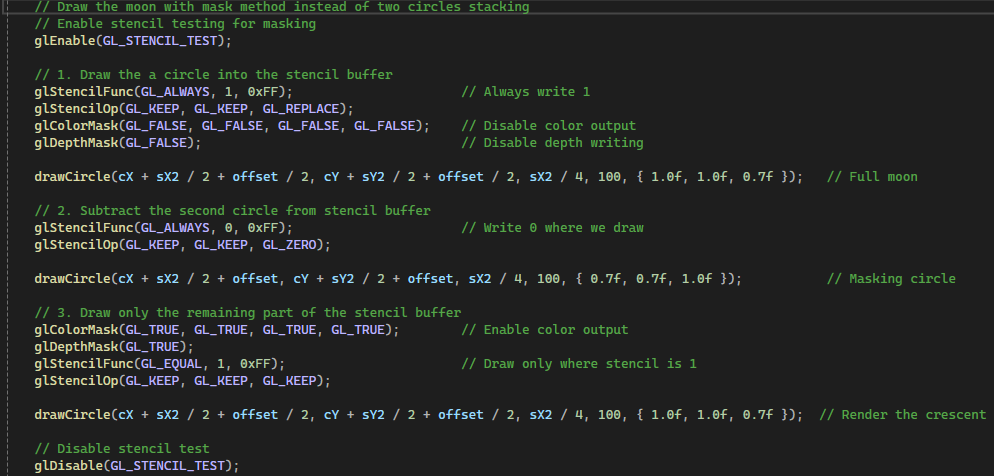 // Draw the moon with mask method instead of two circles stacking
// Enable stencil testing for masking
glEnable(GL_STENCIL_TEST);
// 1. Draw the a circle into the stencil buffer
glStencilFunc(GL_ALWAYS, 1, 0xFF); // Always write 1
glStencilOp(GL_KEEP, GL_KEEP, GL_REPLACE);
glColorMask(GL_FALSE, GL_FALSE, GL_FALSE, GL_FALSE); // Disable color output
glDepthMask(GL_FALSE); // Disable depth writing
drawCircle(cX + sX2 / 2 + offset / 2, cY + sY2 / 2 + offset / 2, sX2 / 4, 100, { 1.0f, 1.0f, 0.7f }); // Full moon
// 2. Subtract the second circle from stencil buffer
glStencilFunc(GL_ALWAYS, 0, 0xFF); // Write 0 where we draw
glStencilOp(GL_KEEP, GL_KEEP, GL_ZERO);
drawCircle(cX + sX2 / 2 + offset, cY + sY2 / 2 + offset, sX2 / 4, 100, { 0.7f, 0.7f, 1.0f }); // Masking circle
// 3. Draw only the remaining part of the stencil buffer
glColorMask(GL_TRUE, GL_TRUE, GL_TRUE, GL_TRUE); // Enable color output
glDepthMask(GL_TRUE);
glStencilFunc(GL_EQUAL, 1, 0xFF); // Draw only where stencil is 1
glStencilOp(GL_KEEP, GL_KEEP, GL_KEEP);
drawCircle(cX + sX2 / 2 + offset / 2, cY + sY2 / 2 + offset / 2, sX2 / 4, 100, { 1.0f, 1.0f, 0.7f }); // Render the crescent
// Disable stencil test
glDisable(GL_STENCIL_TEST);